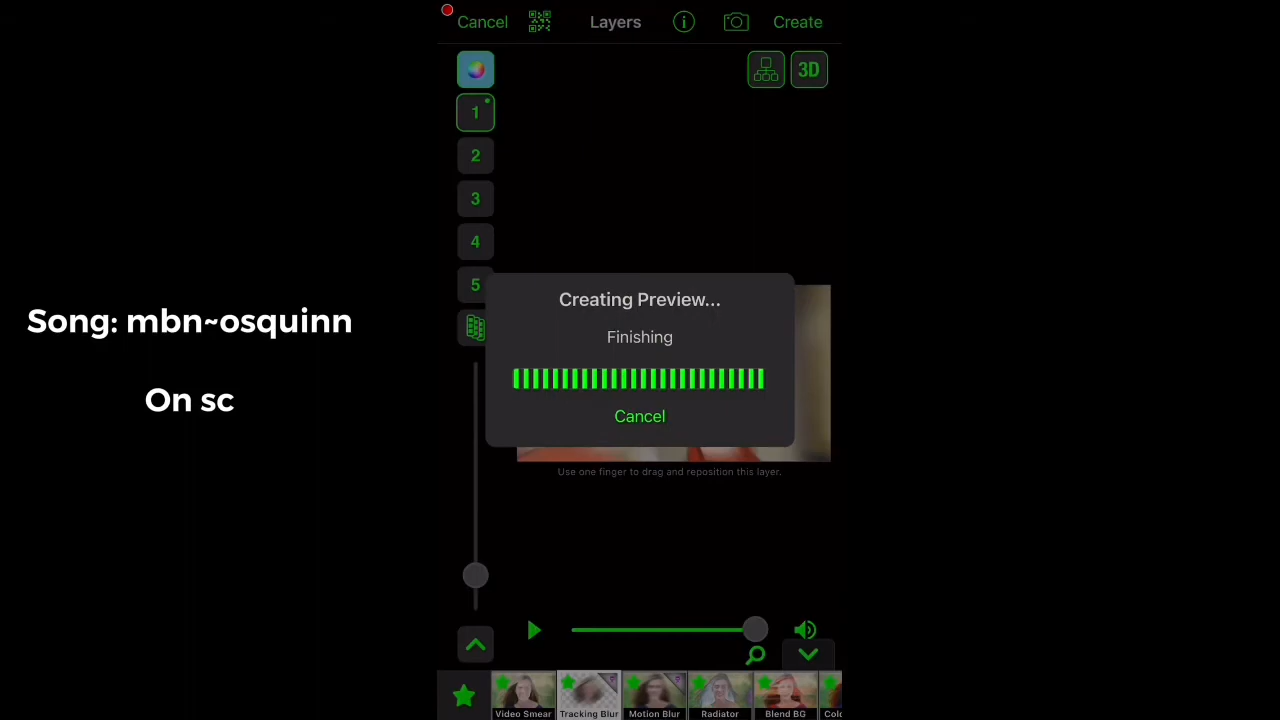 Cancel
Layers
Create
3D
1
2
3
4
5
Creating Preview...
Finishing
Cancel
Song: mbn~osquinn
On sc
Use one finger to drag and reposition this layer.
Video Smear
Tracking Blur
Motion Blur
Radiator
Blend BG
Colo